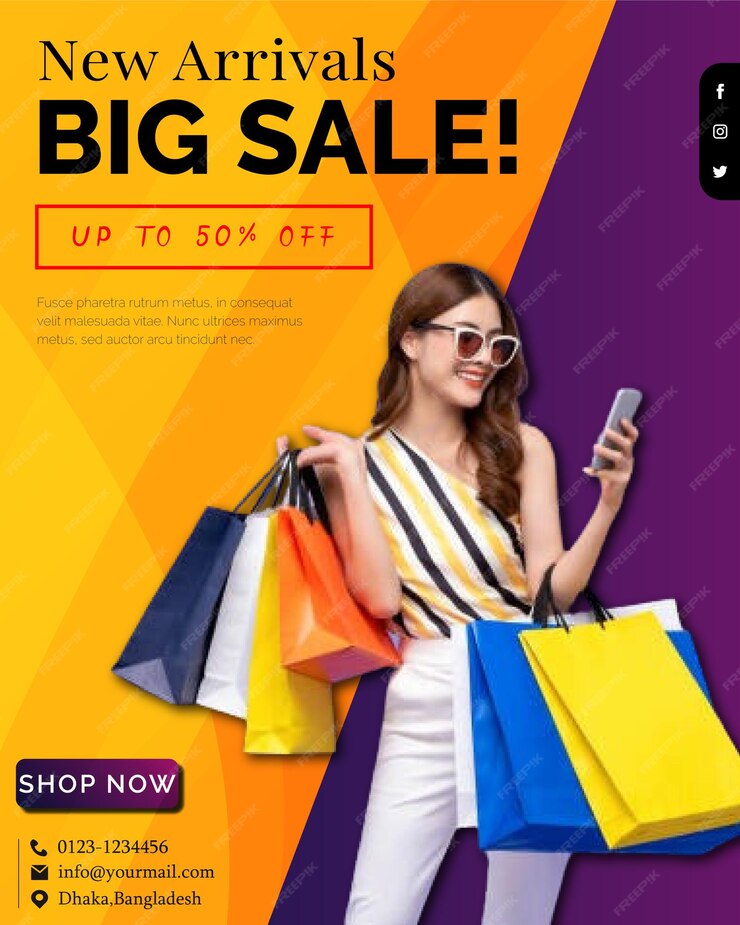 New Arrivals
BIG SALE!
UP TO 50% OFF
Fusce pharetra rutrum metus, in consequat
velit malesuada vitae. Nunc ultrices maximus
metus, sed auctor arcu tincidunt nec.
SHOP NOW
0123-1234456
info@yourmail.com
Dhaka,Bangladesh
FREEPIK